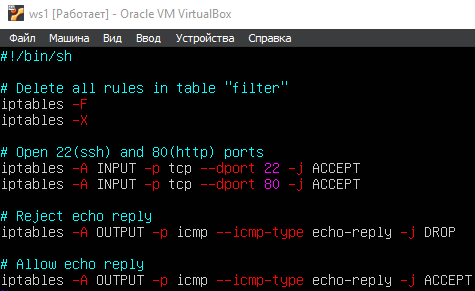 ws1 [Работает] - Oracle VM VirtualBox
Файл Машина Вид Ввод Устройства Справка
#!/bin/sh
# Delete all rules in table "filter"
iptables -F
iptables -X
# Open 22(ssh) and 80(http) ports
iptables -A INPUT -p tcp --dport 22 -j ACCEPT
iptables -A INPUT -p tcp --dport 80 -j ACCEPT
# Reject echo reply
iptables -A OUTPUT -p icmp --icmp-type echo-reply -j DROP
# Allow echo reply
iptables -A OUTPUT -p icmp --icmp-type echo-reply -j ACCEPT